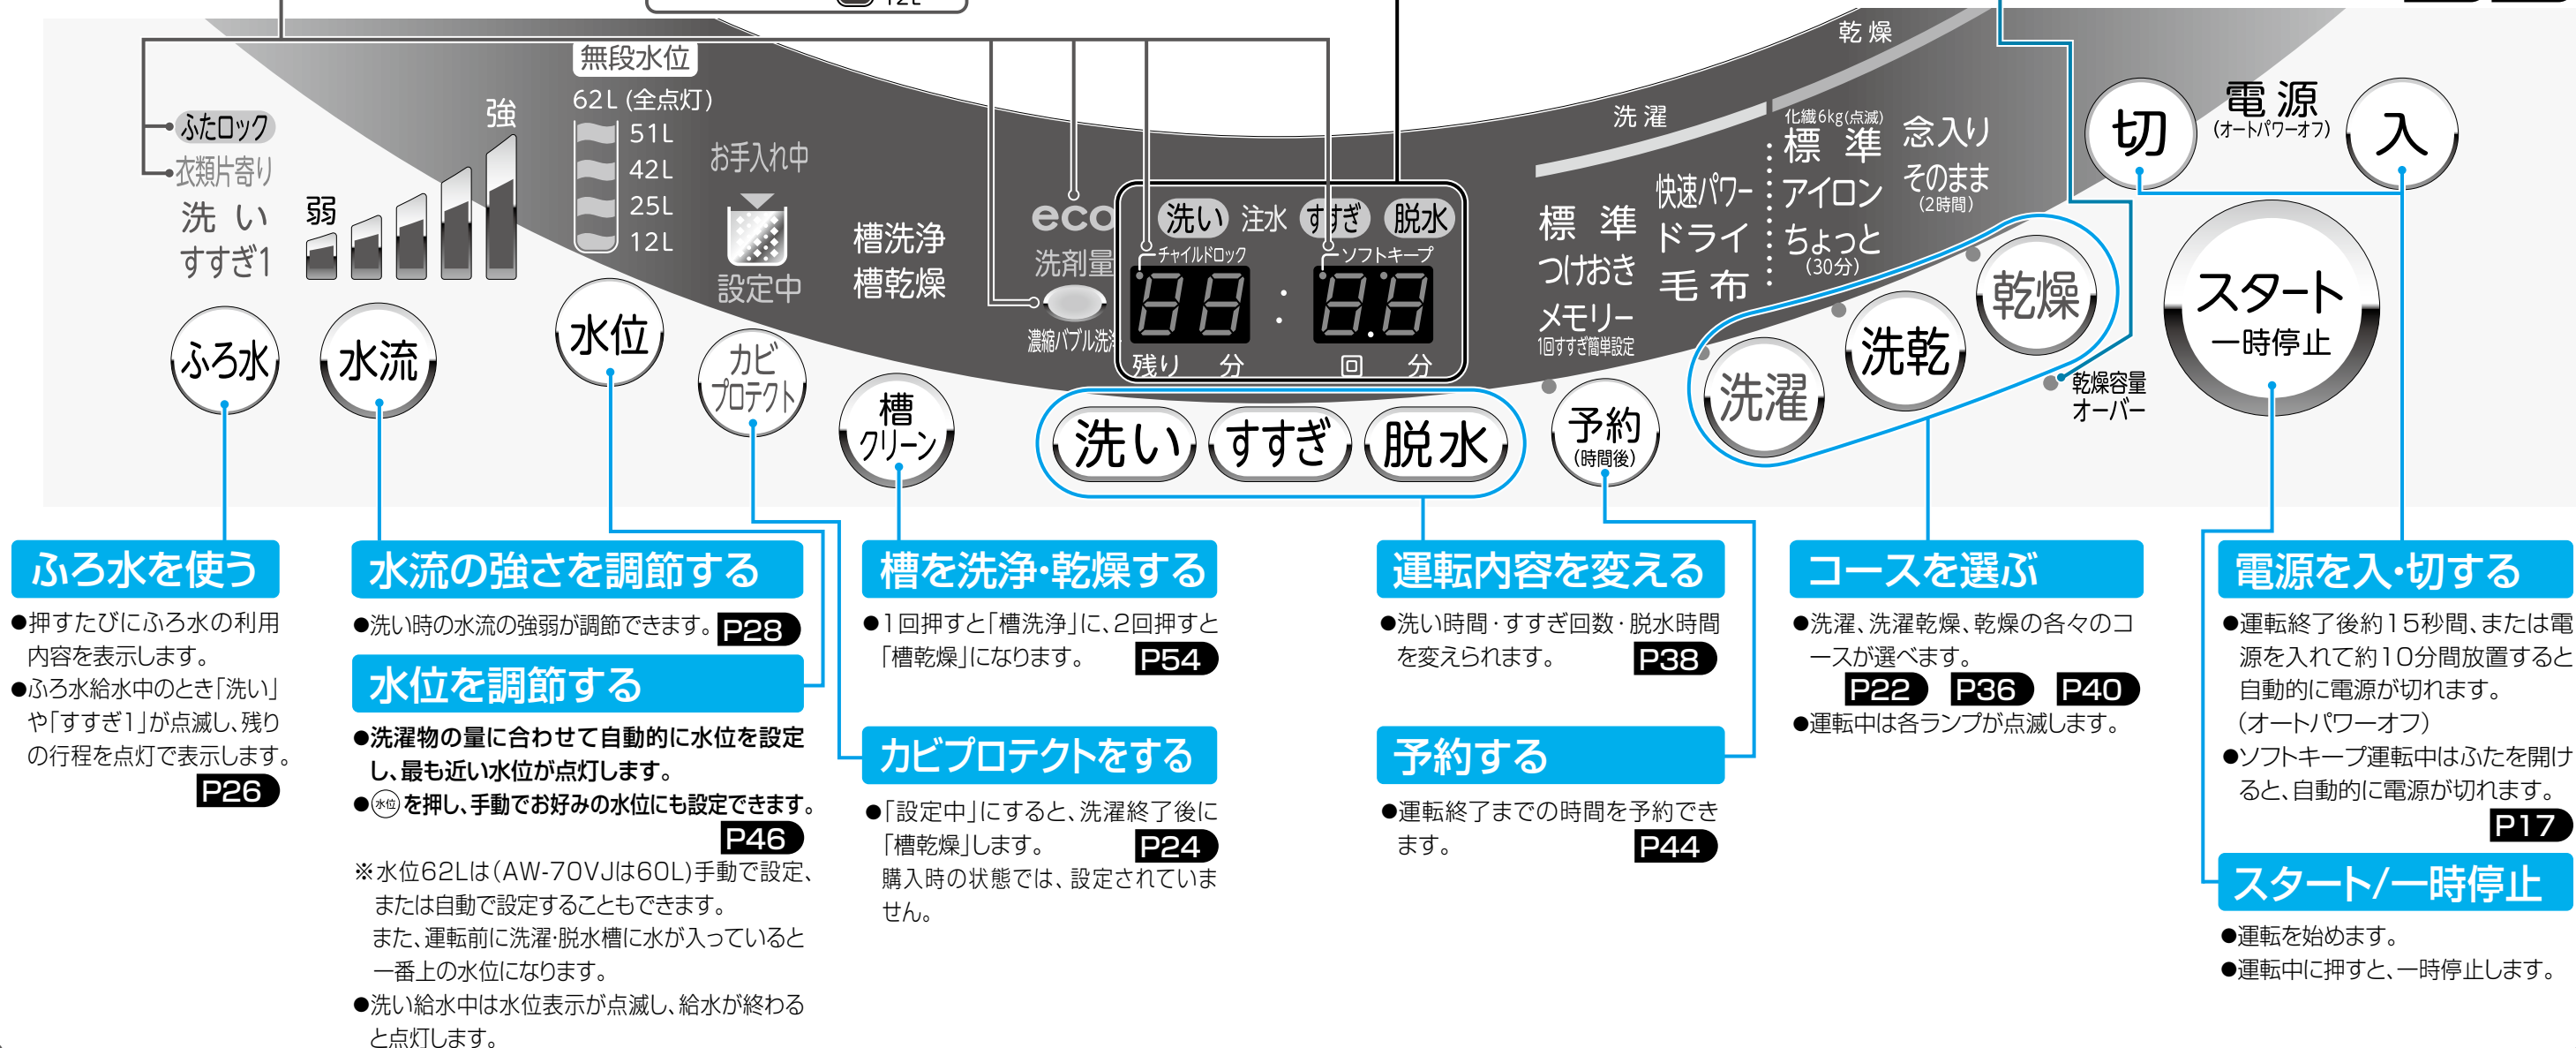 12L
乾燥
無段水位
62L (全点灯)
51L
42L
25L
12L
ふたロック
衣類片寄り
洗い
すすぎ1
弱
強
お手入れ中
設定中
槽洗浄
槽乾燥
eco
洗剤量
濃縮バブル洗浄
洗い 注水 すすぎ 脱水
チャイルドロック
ソフトキープ
88:8.8
残り 分 回 分
洗濯
標準
つけおき
メモリー
1回すすぎ簡単設定
快速パワー
ドライ
毛布
化繊6kg(点滅)
標準
アイロン
ちょっと
(30分)
念入り
そのまま
(2時間)
切
電源
(オートパワーオフ)
入
ふろ水
水流
水位
カビ
プロテクト
槽
クリーン
洗い
すすぎ
脱水
予約
(時間後)
洗濯
洗乾
乾燥
乾燥容量
オーバー
スタート
一時停止
ふろ水を使う
●押すたびにふろ水の利用
内容を表示します。
●ふろ水給水中のとき「洗い」
や「すすぎ1」が点滅し、残り
の行程を点灯で表示します。
P26
水流の強さを調節する
●洗い時の水流の強弱が調節できます。 P28
水位を調節する
●洗濯物の量に合わせて自動的に水位を設定
し、最も近い水位が点灯します。
●水位を押し、手動でお好みの水位にも設定できます。
P46
※水位62Lは(AW-70VJは60L)手動で設定、
または自動で設定することもできます。
また、運転前に洗濯・脱水槽に水が入っていると
一番上の水位になります。
●洗い給水中は水位表示が点滅し、給水が終わる
と点灯します。
槽を洗浄・乾燥する
●1回押すと「槽洗浄」に、2回押すと
「槽乾燥」になります。 P54
カビプロテクトをする
●「設定中」にすると、洗濯終了後に
「槽乾燥」します。 P24
購入時の状態では、設定されていま
せん。
運転内容を変える
●洗い時間・すすぎ回数・脱水時間
を変えられます。 P38
予約する
●運転終了までの時間を予約でき
ます。 P44
コースを選ぶ
●洗濯、洗濯乾燥、乾燥の各々のコ
ースが選べます。
P22 P36 P40
●運転中は各ランプが点滅します。
電源を入・切する
●運転終了後約15秒間、または電
源を入れて約10分間放置すると
自動的に電源が切れます。
(オートパワーオフ)
●ソフトキープ運転中はふたを開け
ると、自動的に電源が切れます。
P17
スタート/一時停止
●運転を始めます。
●運転中に押すと、一時停止します。